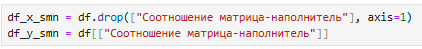 df_x_smn = df.drop(["Соотношение матрица-наполнитель"], axis=1)
df_y_smn = df[["Соотношение матрица-наполнитель"]]